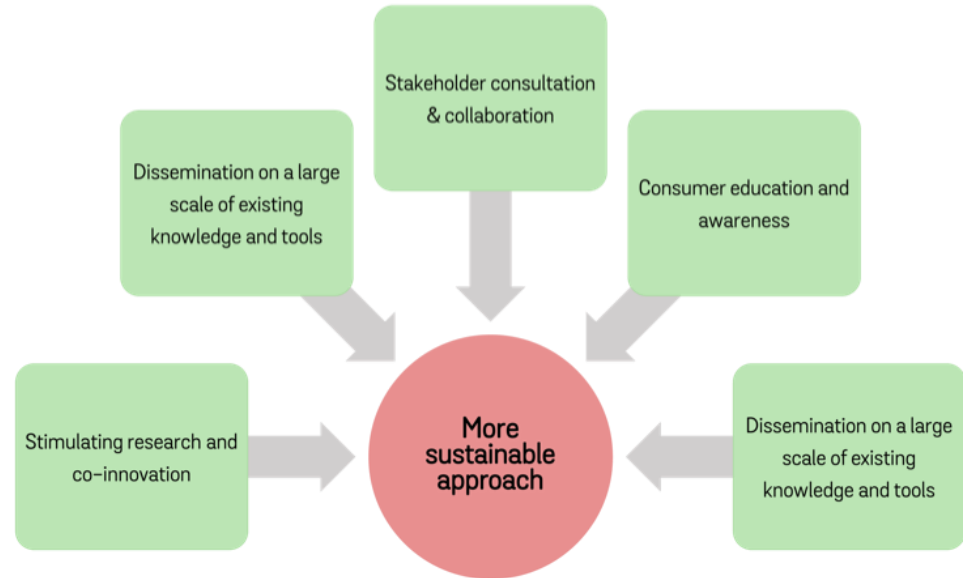 Stakeholder consultation
& collaboration
Dissemination on a large
scale of existing
knowledge and tools
Consumer education and
awareness
Stimulating research and
co-innovation
More
sustainable
approach
Dissemination on a large
scale of existing
knowledge and tools